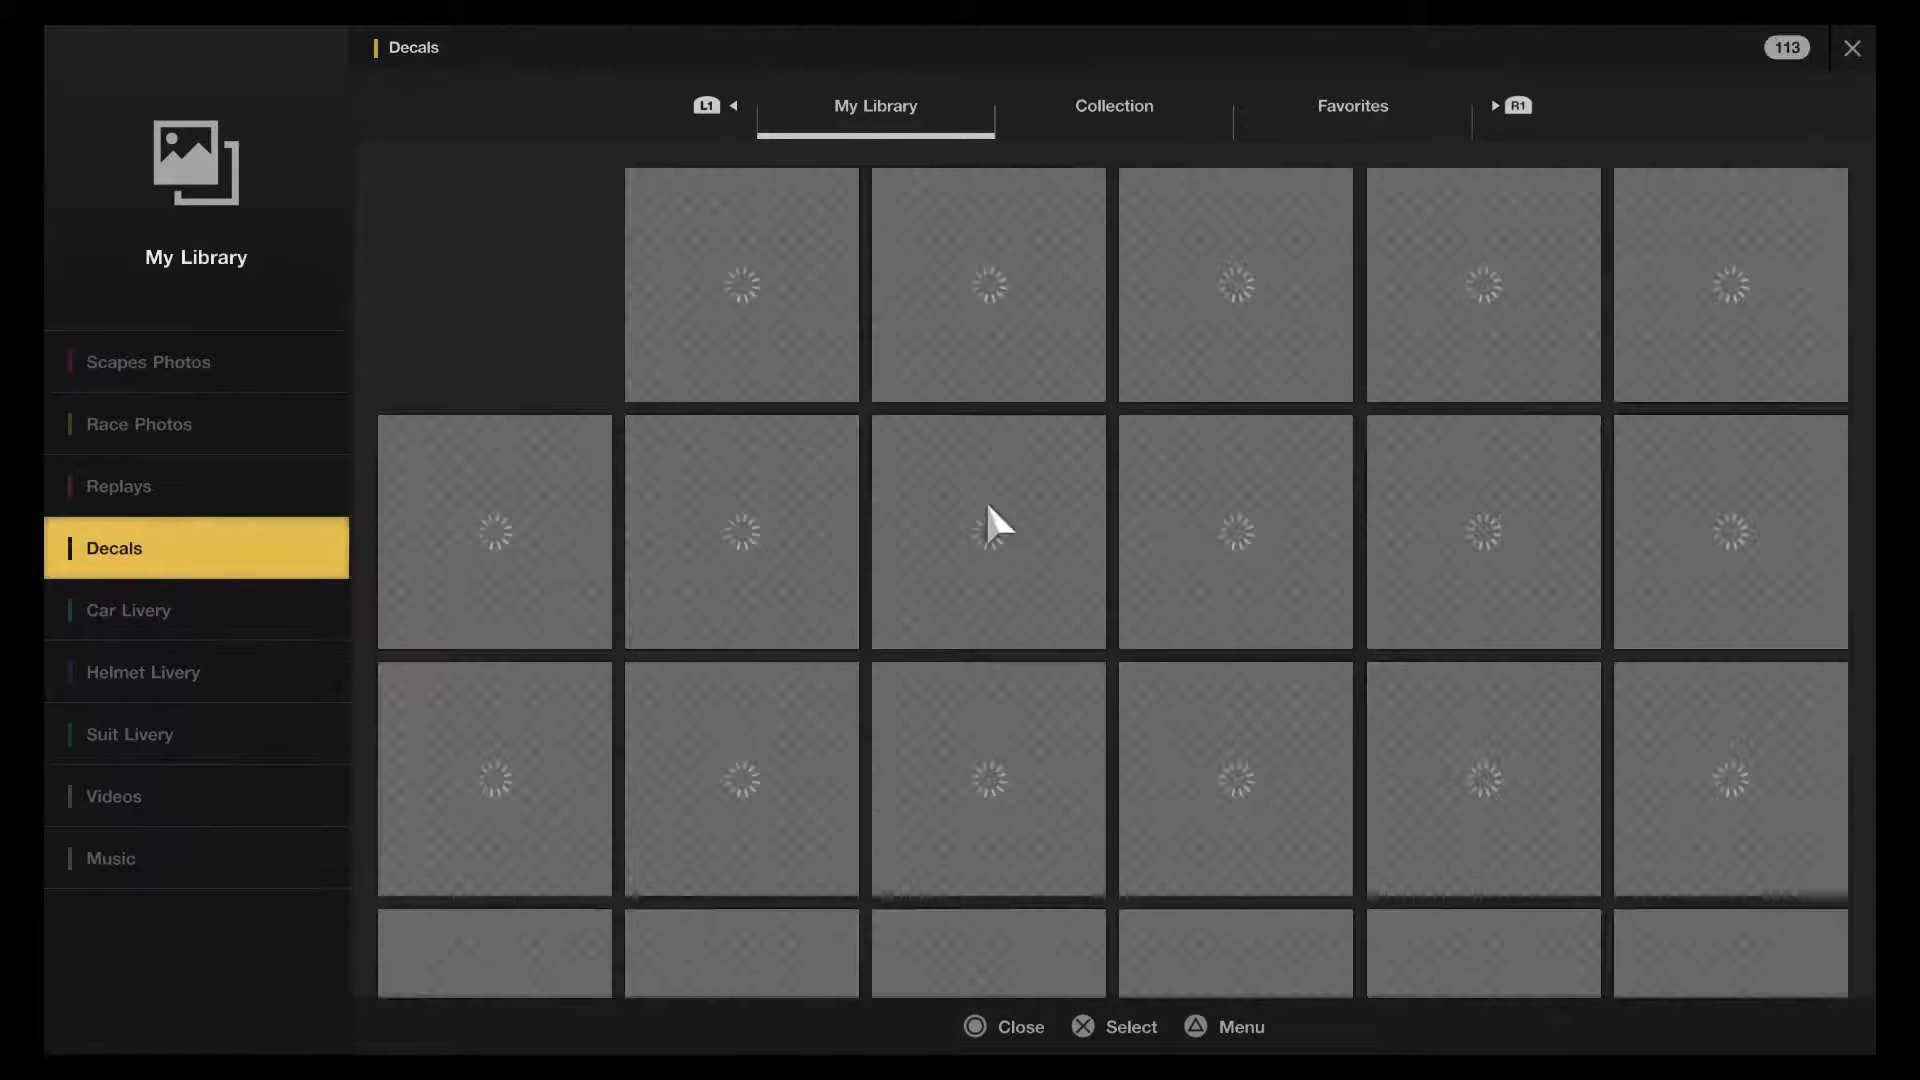 Decals
113
L1
My Library
Collection
Favorites
R1
My Library
Scapes Photos
Race Photos
Replays
Decals
Car Livery
Helmet Livery
Suit Livery
Videos
Music
Close
Select
Menu